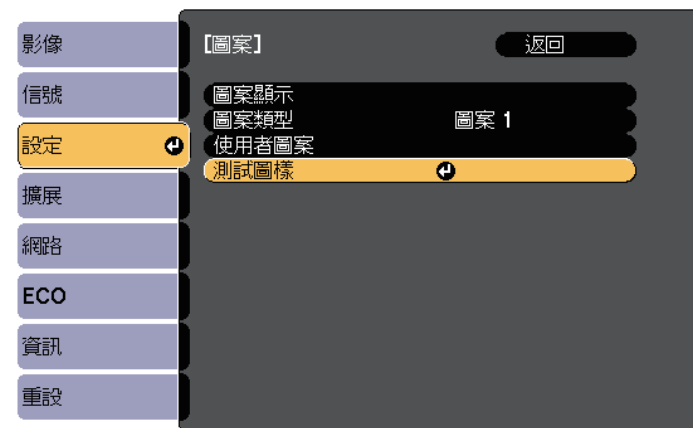 影像
信號
設定
擴展
網路
ECO
資訊
重設
[圖案]
返回
圖案顯示
圖案類型 圖案 1
使用者圖案
測試圖樣